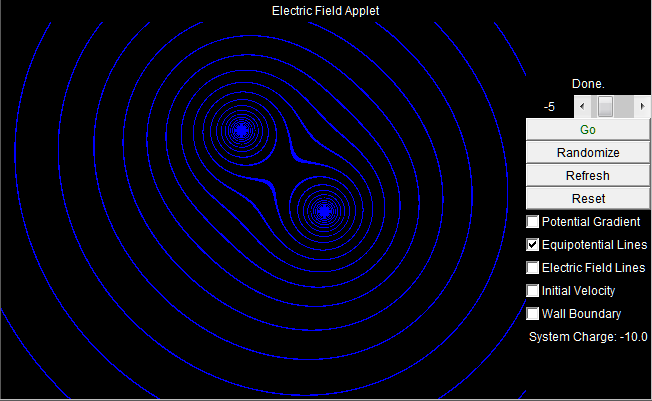 Electric Field Applet
Done.
-5
Go
Randomize
Refresh
Reset
Potential Gradient
Equipotential Lines
Electric Field Lines
Initial Velocity
Wall Boundary
System Charge: -10.0